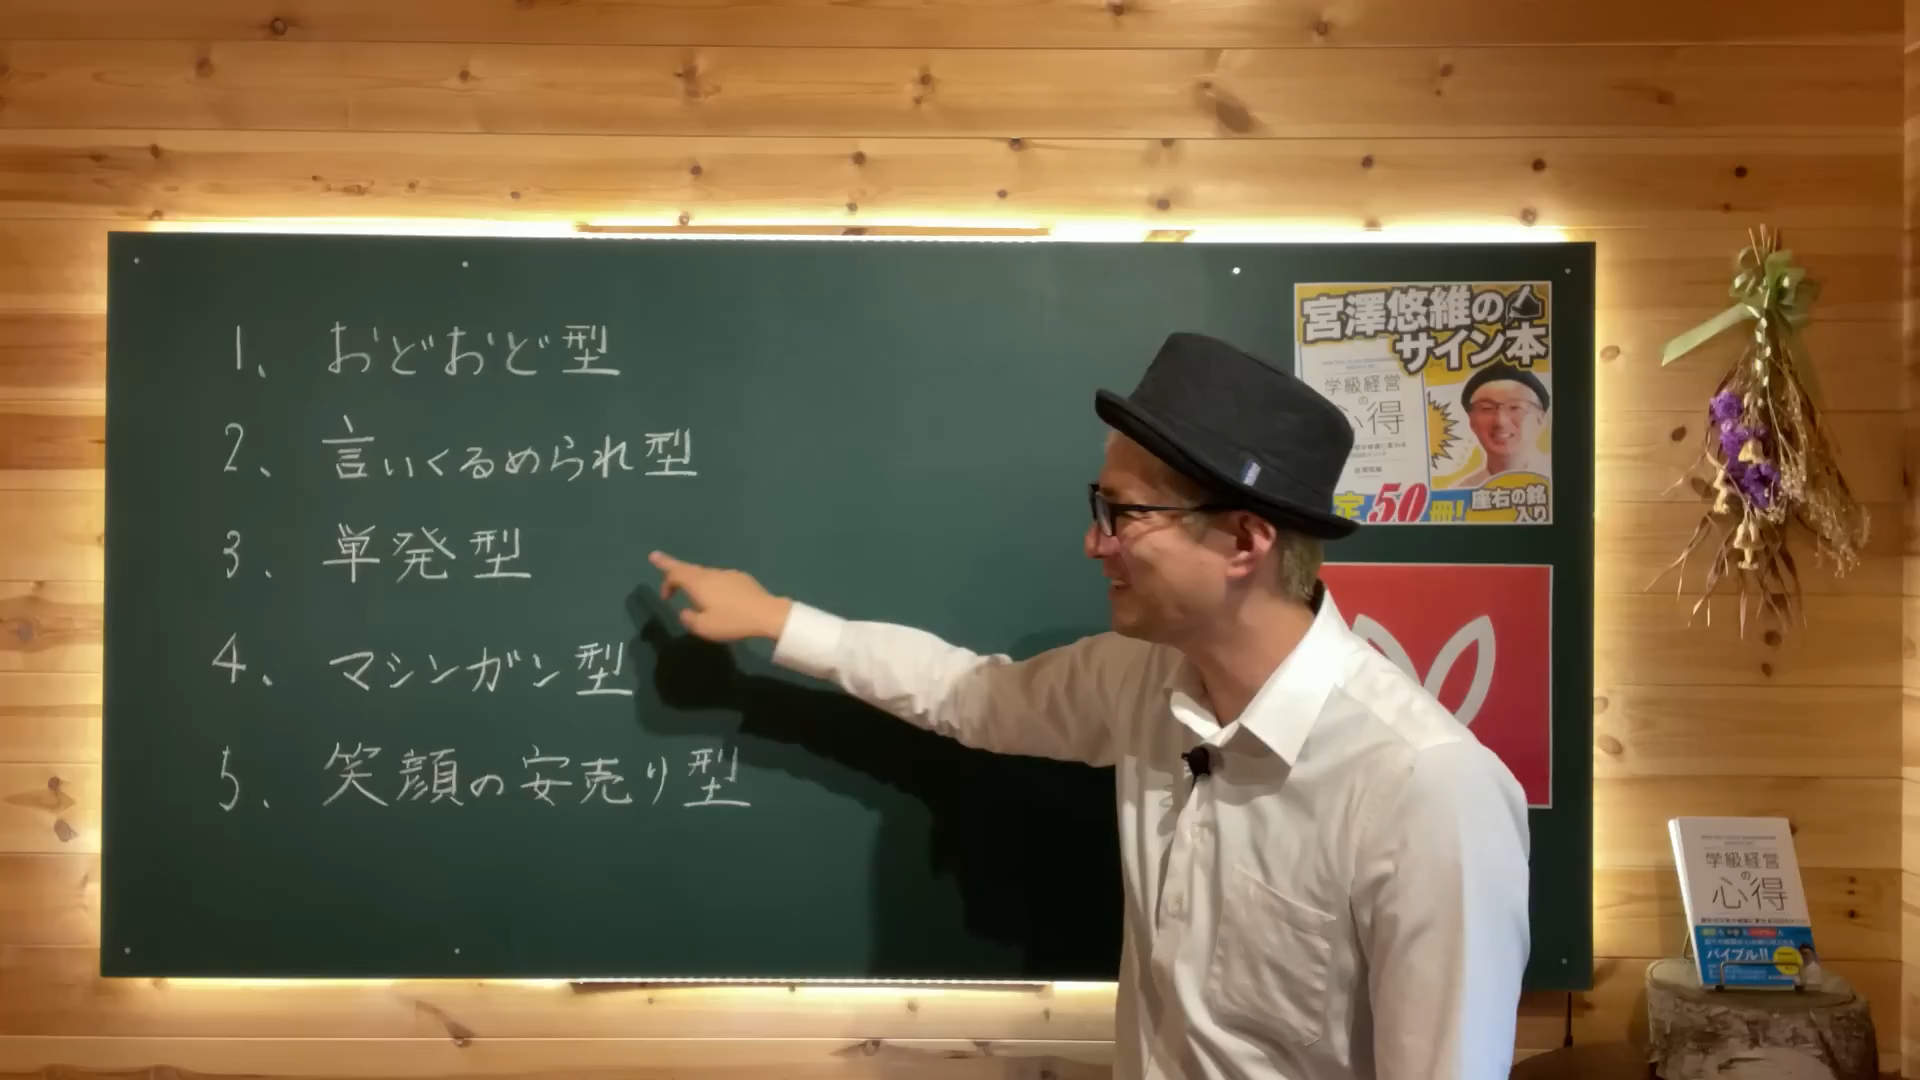 1、 おどおど型
2、 言いくるめられ型
3、 単発型
4、 マシンガン型
5、 笑顔の安売り型
宮澤悠維の
サイン本
学級経営
の
心得
定50冊!
座右の銘
入り
学級経営
の
心得
バイブル!!